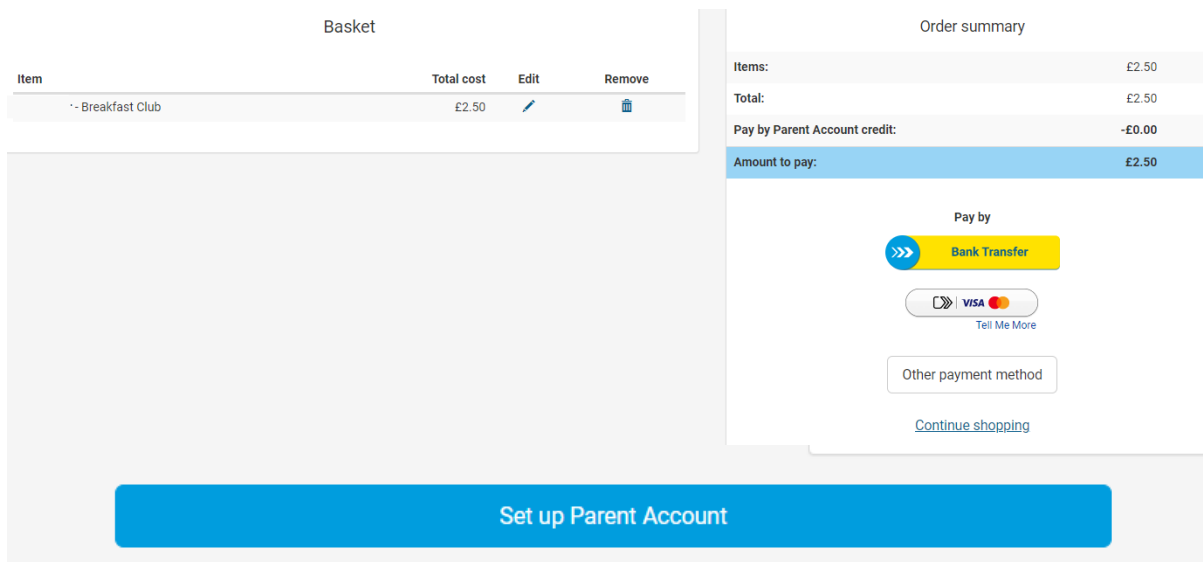 Basket
Item Total cost Edit Remove
- Breakfast Club £2.50
Order summary
Items: £2.50
Total: £2.50
Pay by Parent Account credit: -£0.00
Amount to pay: £2.50
Pay by
Bank Transfer
VISA
Tell Me More
Other payment method
Continue shopping
Set up Parent Account